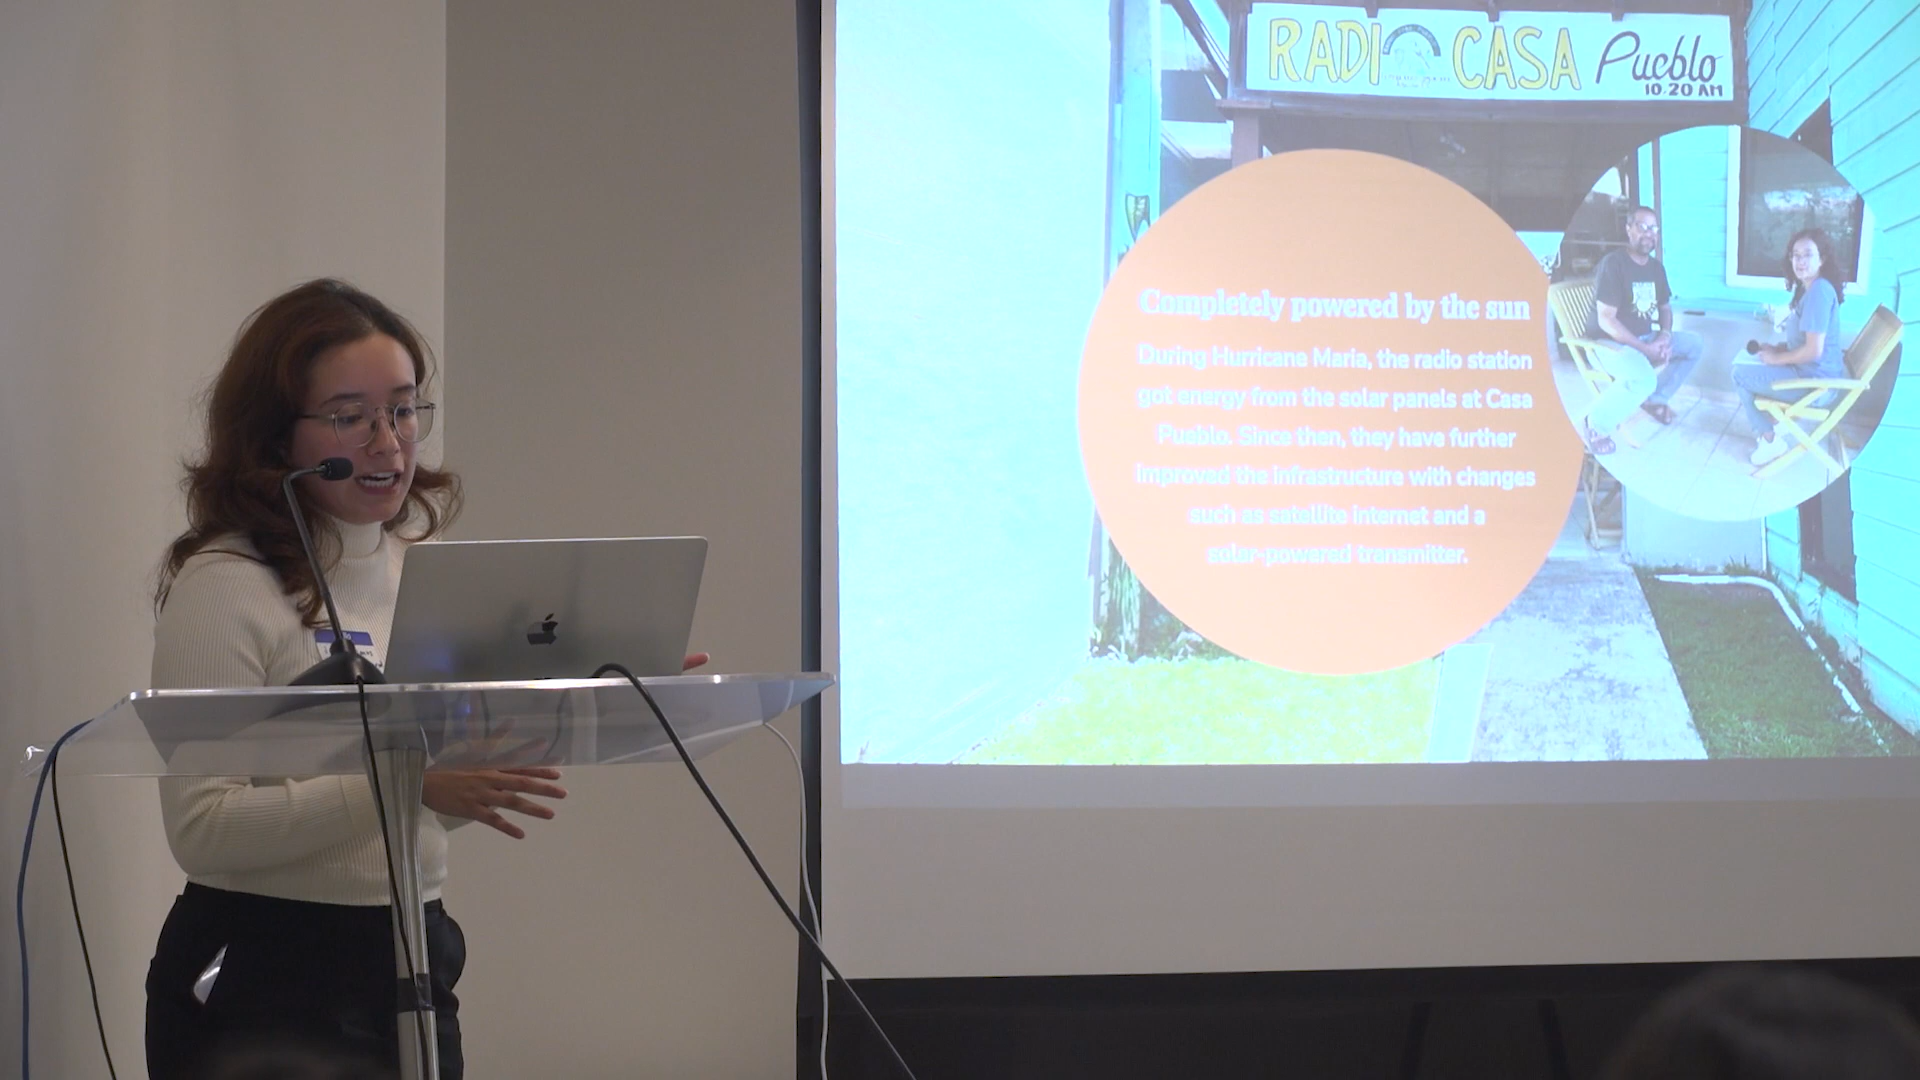 RADIO CASA Pueblo
10·20 AM
Completely powered by the sun
During Hurricane Maria, the radio station
got energy from the solar panels at Casa
Pueblo. Since then, they have further
improved the infrastructure with changes
such as satellite internet and a
solar-powered transmitter.